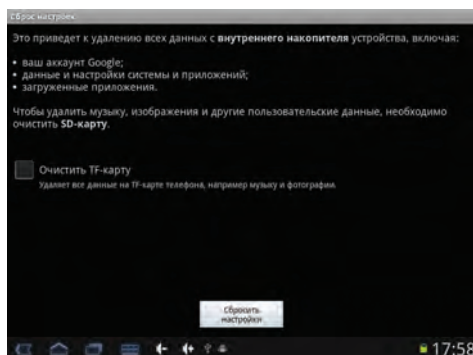 Сброс настроек
Это приведет к удалению всех данных с внутреннего накопителя устройства, включая:
• ваш аккаунт Google;
• данные и настройки системы и приложений;
• загруженные приложения.
Чтобы удалить музыку, изображения и другие пользовательские данные, необходимо
очистить SD-карту.
Очистить TF-карту
Удаляет все данные на TF-карте телефона, например музыку и фотографии.
Сбросить
настройки
17:58